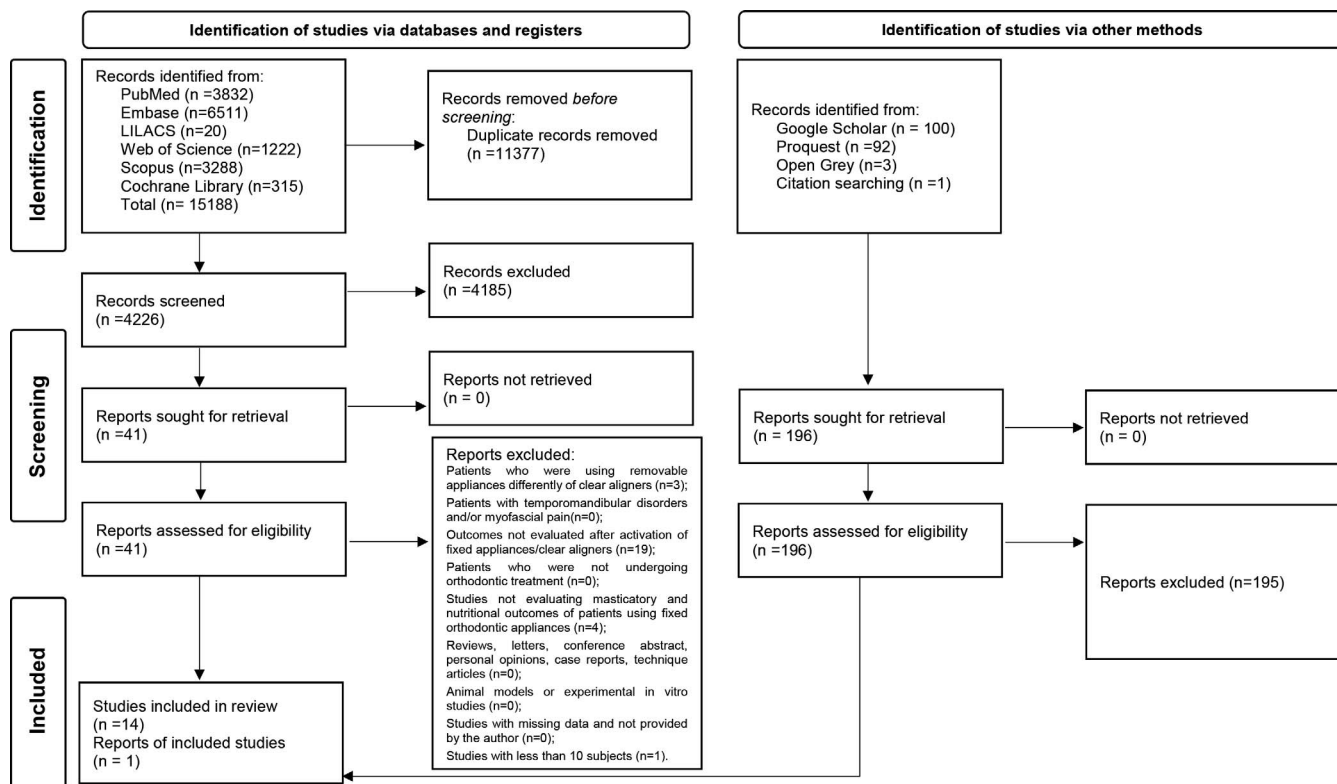 Identification of studies via databases and registers
Identification of studies via other methods
Identification
Records identified from:
PubMed (n =3832)
Embase (n=6511)
LILACS (n=20)
Web of Science (n=1222)
Scopus (n=3288)
Cochrane Library (n=315)
Total (n= 15188)
Records removed before
screening:
Duplicate records removed
(n =11377)
Records identified from:
Google Scholar (n = 100)
Proquest (n =92)
Open Grey (n=3)
Citation searching (n =1)
Screening
Records screened
(n =4226)
Records excluded
(n =4185)
Reports sought for retrieval
(n =41)
Reports not retrieved
(n = 0)
Reports sought for retrieval
(n = 196)
Reports not retrieved
(n = 0)
Reports assessed for eligibility
(n =41)
Reports excluded:
Patients who were using removable
appliances differently of clear aligners (n=3);
Patients with temporomandibular disorders
and/or myofascial pain(n=0);
Outcomes not evaluated after activation of
fixed appliances/clear aligners (n=19);
Patients who were not undergoing
orthodontic treatment (n=0);
Studies not evaluating masticatory and
nutritional outcomes of patients using fixed
orthodontic appliances (n=4);
Reviews, letters, conference abstract,
personal opinions, case reports, technique
articles (n=0);
Animal models or experimental in vitro
studies (n=0);
Studies with missing data and not provided
by the author (n=0);
Studies with less than 10 subjects (n=1).
Reports assessed for eligibility
(n =196)
Reports excluded (n=195)
Included
Studies included in review
(n =14)
Reports of included studies
(n = 1)